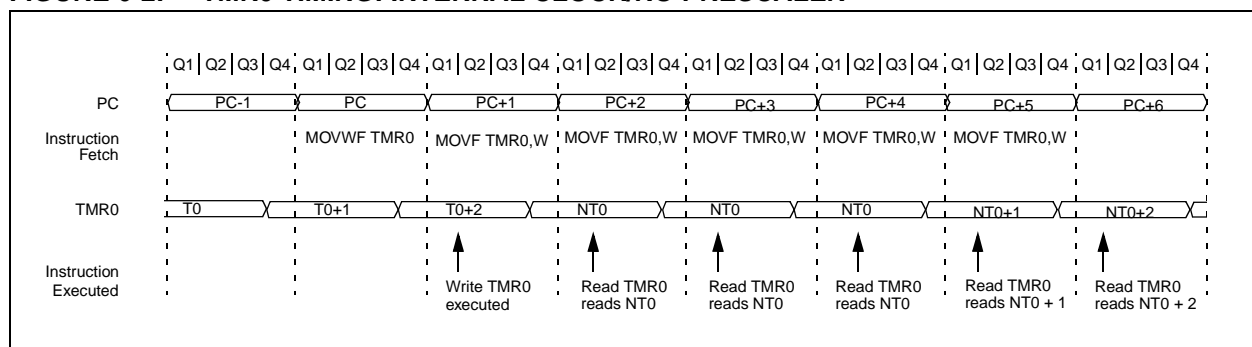 FIGURE 6-2: TMR0 TIMING: INTERNAL CLOCK/NO PRESCALER
Q1 Q2 Q3 Q4 Q1 Q2 Q3 Q4 Q1 Q2 Q3 Q4 Q1 Q2 Q3 Q4 Q1 Q2 Q3 Q4 Q1 Q2 Q3 Q4 Q1 Q2 Q3 Q4 Q1 Q2 Q3 Q4
PC PC-1 PC PC+1 PC+2 PC+3 PC+4 PC+5 PC+6
Instruction
Fetch
MOVWF TMR0 MOVF TMR0,W MOVF TMR0,W MOVF TMR0,W MOVF TMR0,W MOVF TMR0,W
TMR0 T0 T0+1 T0+2 NT0 NT0 NT0 NT0+1 NT0+2
Instruction
Executed
Write TMR0
executed
Read TMR0
reads NT0
Read TMR0
reads NT0
Read TMR0
reads NT0
Read TMR0
reads NT0 + 1
Read TMR0
reads NT0 + 2